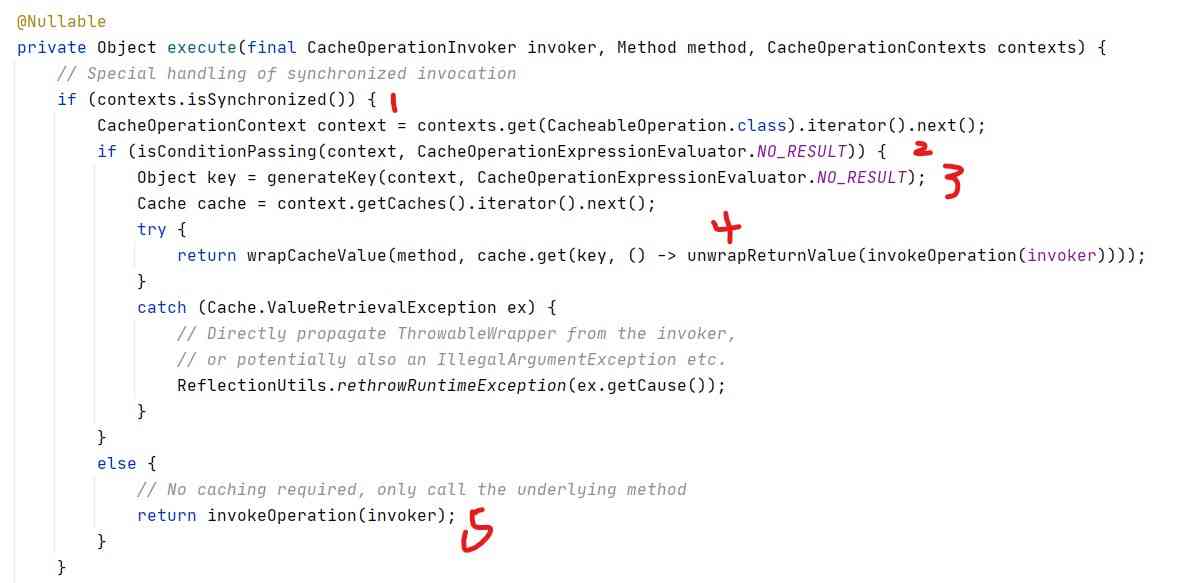 @Nullable
private Object execute(final CacheOperationInvoker invoker, Method method, CacheOperationContexts contexts) {
// Special handling of synchronized invocation
if (contexts.isSynchronized()) { 1
CacheOperationContext context = contexts.get(CacheableOperation.class).iterator().next();
if (isConditionPassing(context, CacheOperationExpressionEvaluator.NO_RESULT)) { 2
Object key = generateKey(context, CacheOperationExpressionEvaluator.NO_RESULT); 3
Cache cache = context.getCaches().iterator().next();
try { 4
return wrapCacheValue(method, cache.get(key, () -> unwrapReturnValue(invokeOperation(invoker))));
}
catch (Cache.ValueRetrievalException ex) {
// Directly propagate ThrowableWrapper from the invoker,
// or potentially also an IllegalArgumentException etc.
ReflectionUtils.rethrowRuntimeException(ex.getCause());
}
}
else {
// No caching required, only call the underlying method
return invokeOperation(invoker); 5
}
}